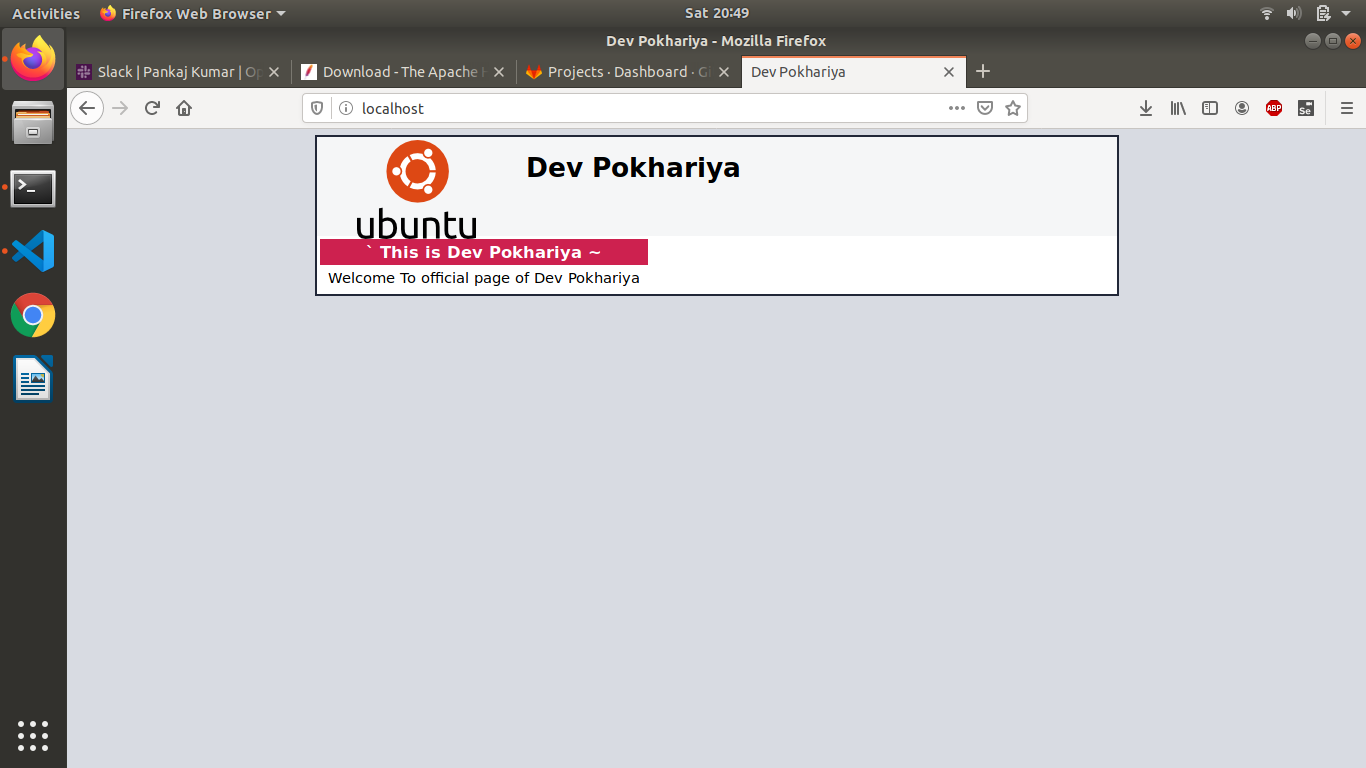 Activities Firefox Web Browser Sat 20:49
Dev Pokhariya - Mozilla Firefox
Slack | Pankaj Kumar | Op Download - The Apache H Projects · Dashboard · Gi Dev Pokhariya
localhost ABP Se
Dev Pokhariya
ubuntu
` This is Dev Pokhariya ~
Welcome To official page of Dev Pokhariya